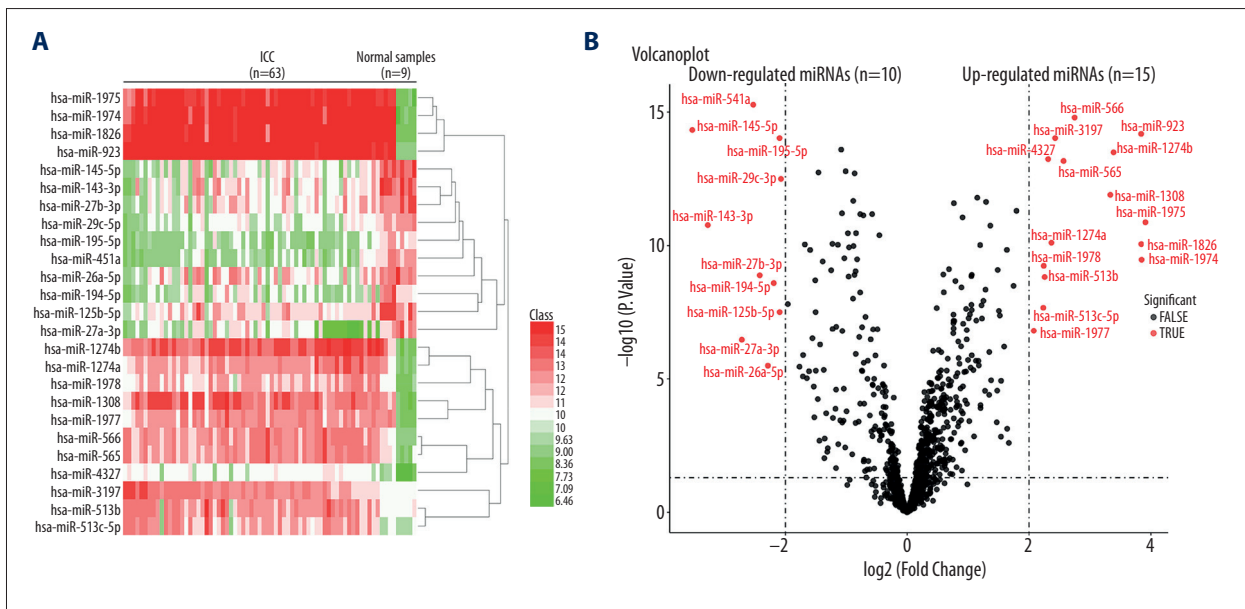 A
ICC
(n=63)
Normal samples
(n=9)
hsa-miR-1975
hsa-miR-1974
hsa-miR-1826
hsa-miR-923
hsa-miR-145-5p
hsa-miR-143-3p
hsa-miR-27b-3p
hsa-miR-29c-5p
hsa-miR-195-5p
hsa-miR-451a
hsa-miR-26a-5p
hsa-miR-194-5p
hsa-miR-125b-5p
hsa-miR-27a-3p
hsa-miR-1274b
hsa-miR-1274a
hsa-miR-1978
hsa-miR-1308
hsa-miR-1977
hsa-miR-566
hsa-miR-565
hsa-miR-4327
hsa-miR-3197
hsa-miR-513b
hsa-miR-513c-5p
Class
15
14
14
13
12
12
11
10
10
9.63
9.00
8.36
7.73
7.09
6.46
B
Volcanoplot
Down-regulated miRNAs (n=10)
Up-regulated miRNAs (n=15)
hsa-miR-541a
hsa-miR-145-5p
hsa-miR-195-5p
hsa-miR-29c-3p
hsa-miR-143-3p
hsa-miR-27b-3p
hsa-miR-194-5p
hsa-miR-125b-5p
hsa-miR-27a-3p
hsa-miR-26a-5p
hsa-miR-566
hsa-miR-3197
hsa-miR-923
hsa-miR-4327
hsa-miR-1274b
hsa-miR-565
hsa-miR-1308
hsa-miR-1975
hsa-miR-1274a
hsa-miR-1826
hsa-miR-1978
hsa-miR-1974
hsa-miR-513b
hsa-miR-513c-5p
hsa-miR-1977
Significant
FALSE
TRUE
−log10 (P. Value)
15
10
5
0
−2
0
2
4
log2 (Fold Change)